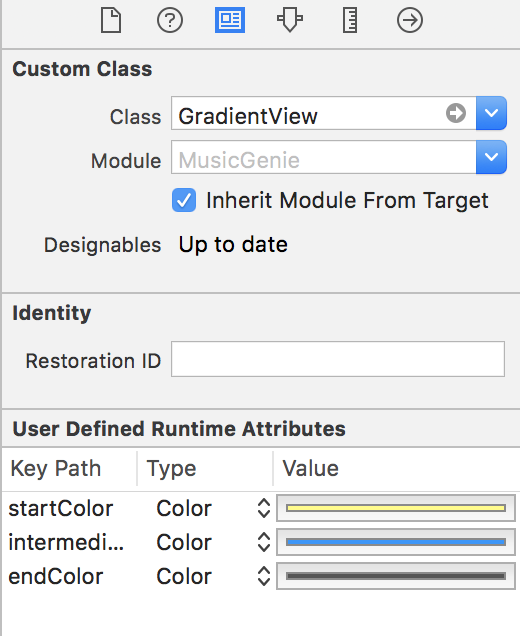 Custom Class
Class GradientView
Module MusicGenie
Inherit Module From Target
Designables Up to date
Identity
Restoration ID
User Defined Runtime Attributes
Key Path Type Value
startColor Color
intermedi... Color
endColor Color